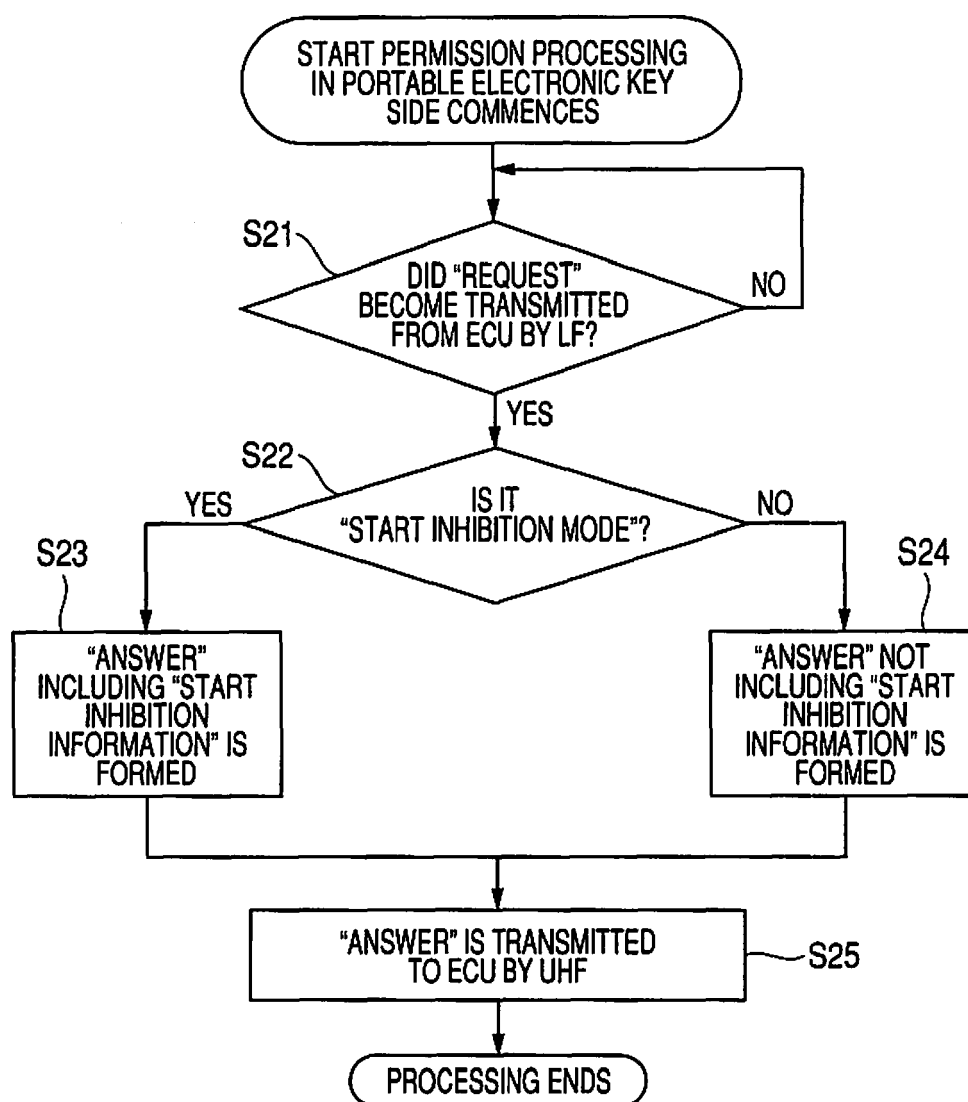 START PERMISSION PROCESSING
IN PORTABLE ELECTRONIC KEY
SIDE COMMENCES
S21
DID “REQUEST”
BECOME TRANSMITTED
FROM ECU BY LF?
NO
YES
S22
IS IT
“START INHIBITION MODE”?
YES
NO
S23
S24
“ANSWER”
INCLUDING “START
INHIBITION
INFORMATION” IS
FORMED
“ANSWER” NOT
INCLUDING “START
INHIBITION
INFORMATION” IS
FORMED
“ANSWER” IS TRANSMITTED
TO ECU BY UHF
S25
PROCESSING ENDS